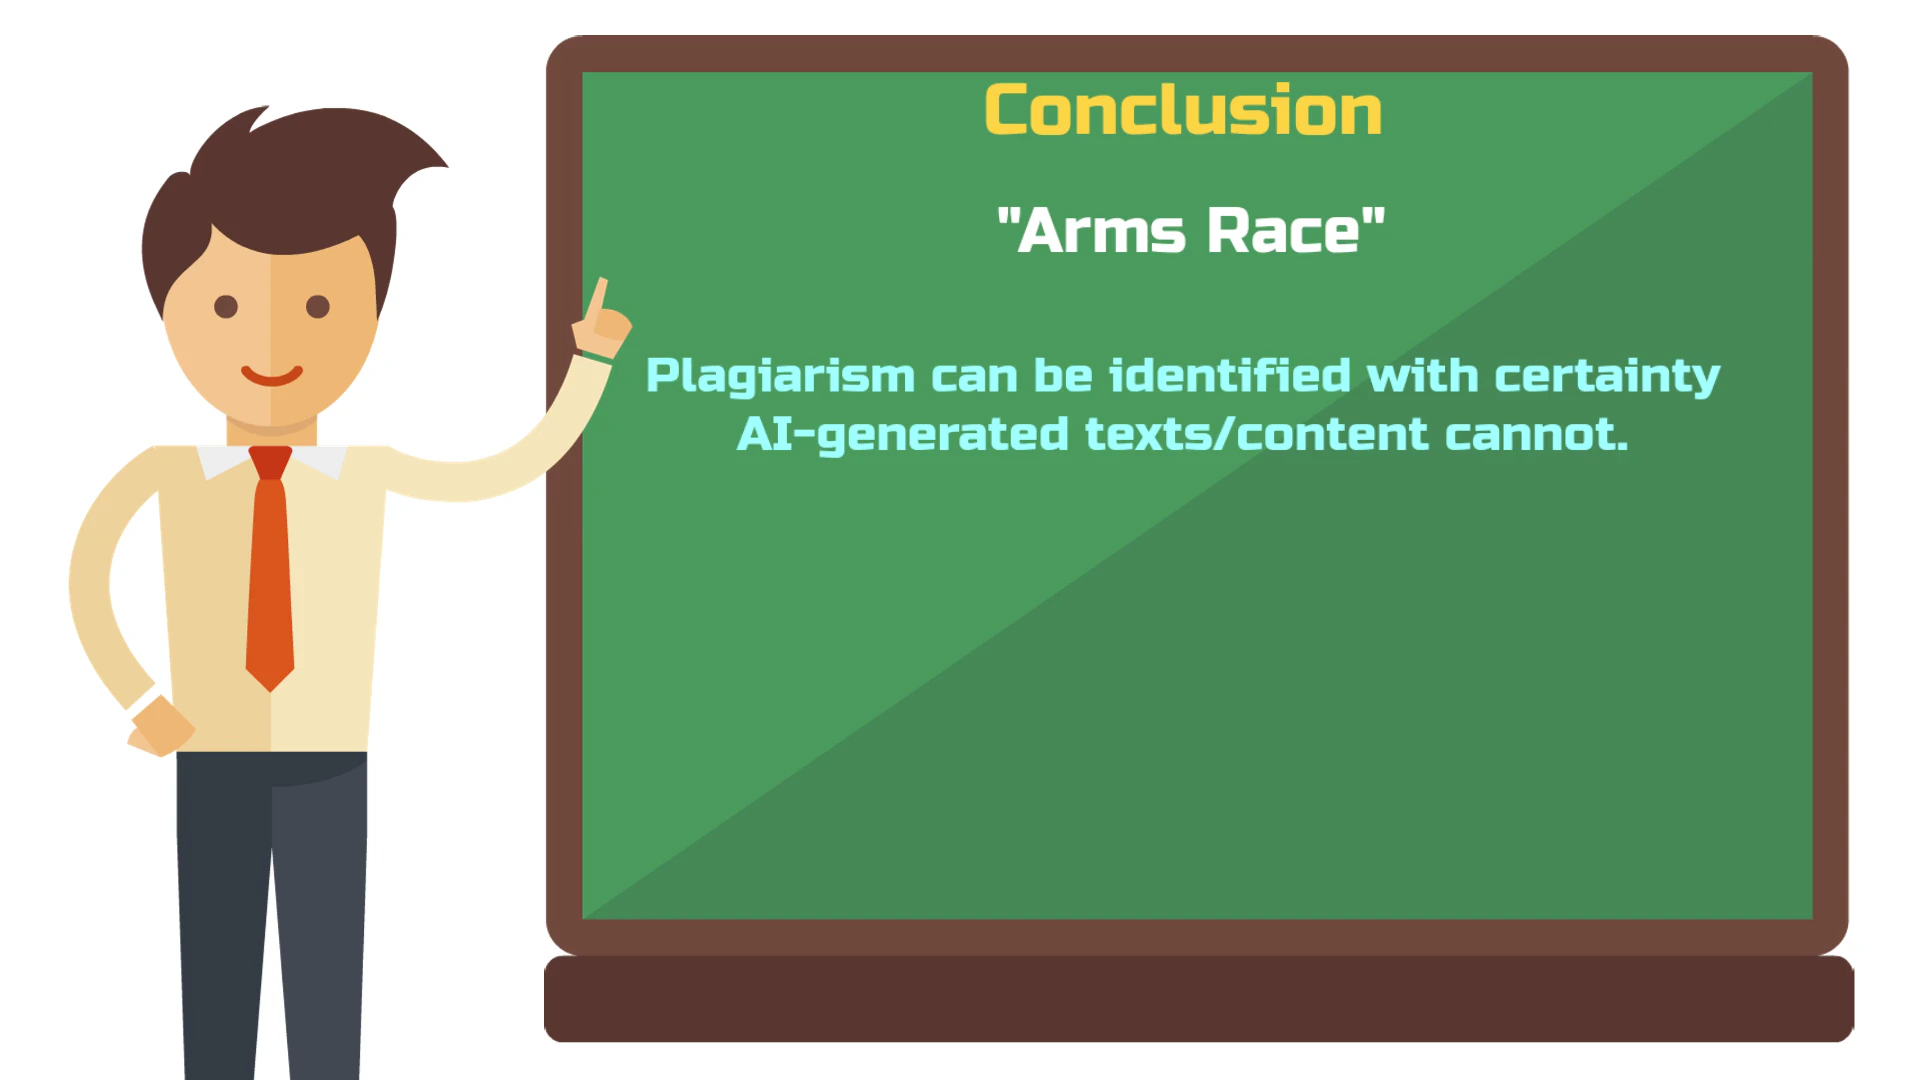 Conclusion
"Arms Race"
Plagiarism can be identified with certainty
AI-generated texts/content cannot.